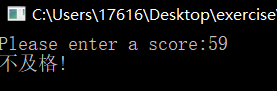 C:\Users\17616\Desktop\exercise\
Please enter a score:59
不及格!